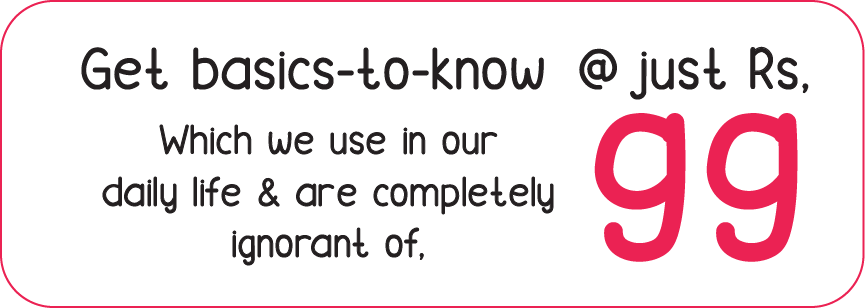 Get basics-to-know @ just Rs,
Which we use in our
daily life & are completely
ignorant of,
99